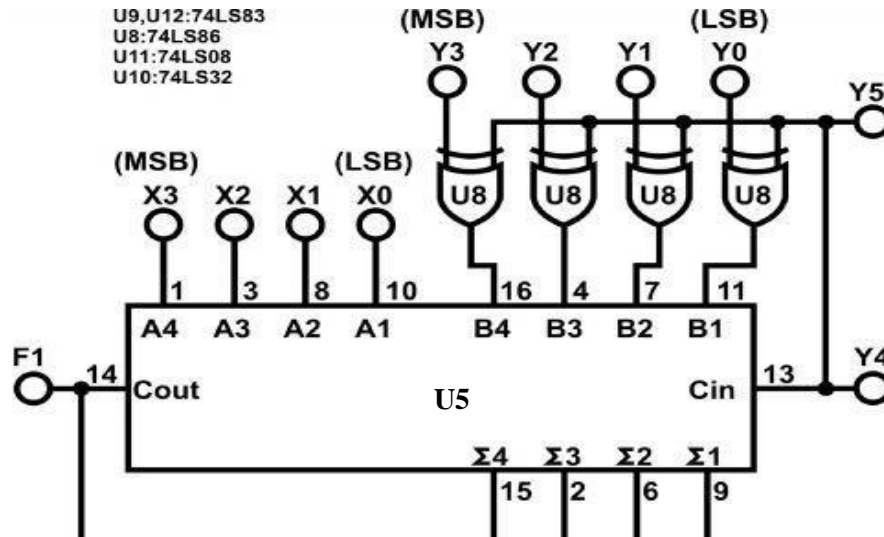 U9,U12:74LS83
U8:74LS86
U11:74LS08
U10:74LS32
(MSB) (LSB)
Y3 Y2 Y1 Y0
Y5
(MSB) (LSB)
X3 X2 X1 X0
U8 U8 U8 U8
1 3 8 10 16 4 7 11
A4 A3 A2 A1 B4 B3 B2 B1
F1 14 Cout U5 Cin 13 Y4
Σ4 Σ3 Σ2 Σ1
15 2 6 9